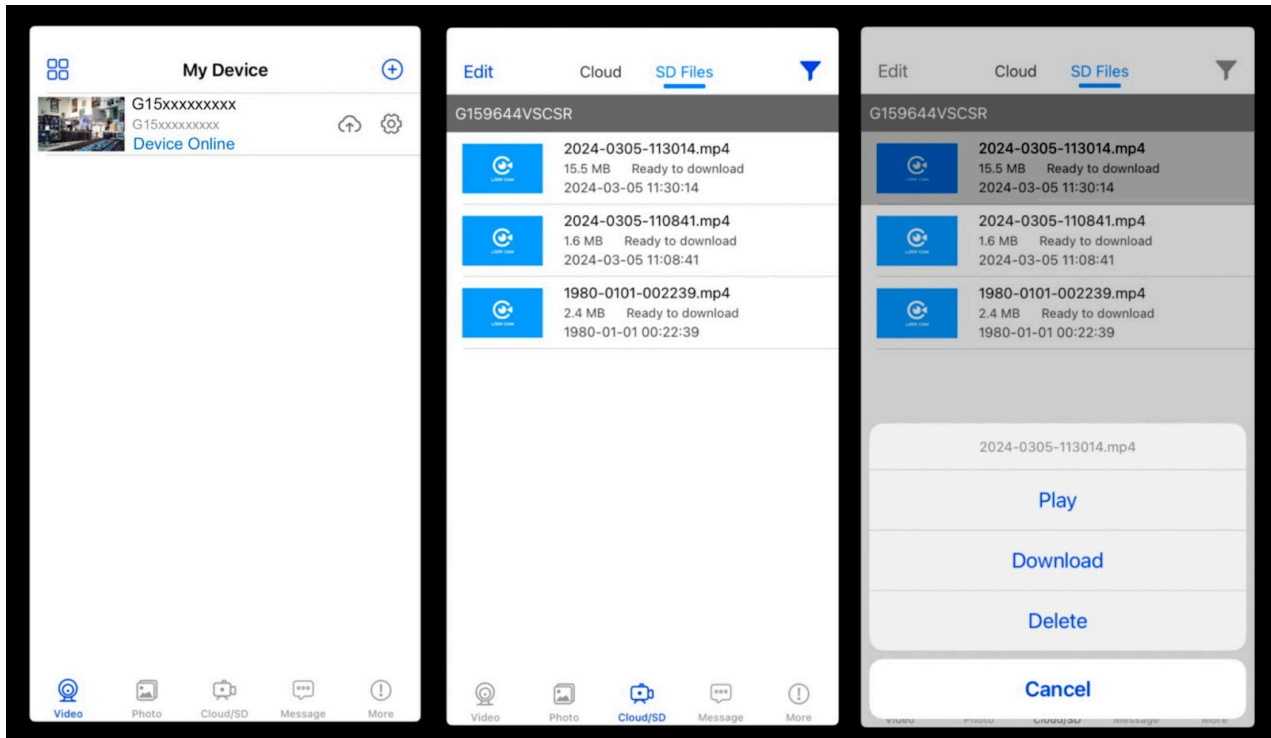 My Device
G15xxxxxxxxx
G15xxxxxxxxx
Device Online
Video
Photo
Cloud/SD
Message
More
Edit
Cloud
SD Files
G159644VSCSR
2024-0305-113014.mp4
15.5 MB Ready to download
2024-03-05 11:30:14
2024-0305-110841.mp4
1.6 MB Ready to download
2024-03-05 11:08:41
1980-0101-002239.mp4
2.4 MB Ready to download
1980-01-01 00:22:39
Video
Photo
Cloud/SD
Message
More
Edit
Cloud
SD Files
G159644VSCSR
2024-0305-113014.mp4
15.5 MB Ready to download
2024-03-05 11:30:14
2024-0305-110841.mp4
1.6 MB Ready to download
2024-03-05 11:08:41
1980-0101-002239.mp4
2.4 MB Ready to download
1980-01-01 00:22:39
2024-0305-113014.mp4
Play
Download
Delete
Cancel
Video
Photo
Cloud/SD
Message
More